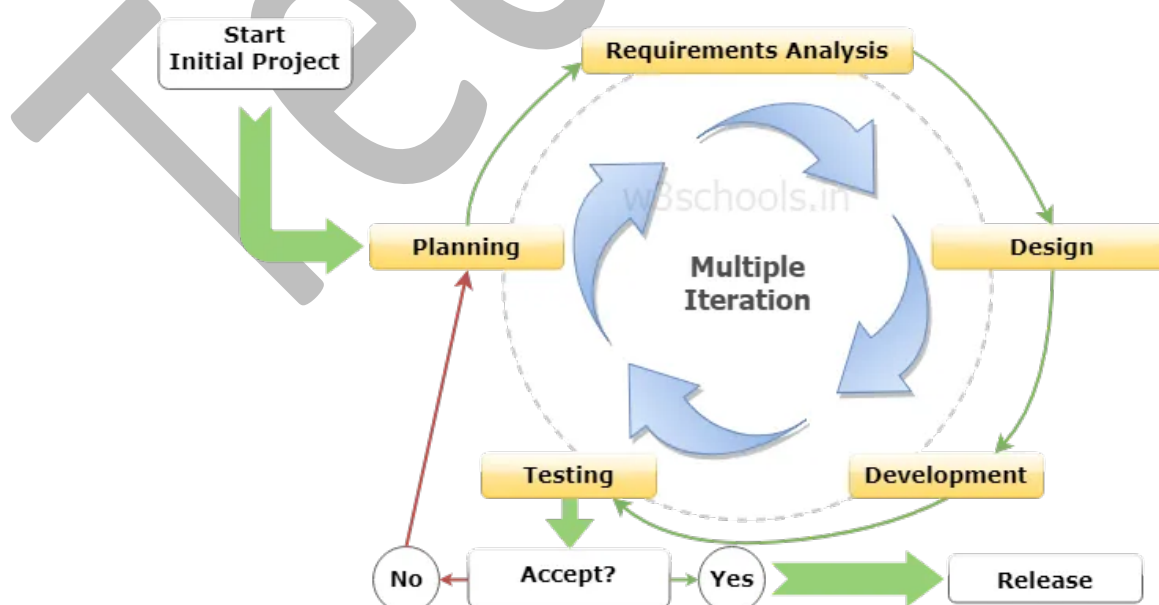 Start
Initial Project
Requirements Analysis
w3schools.in
Planning
Multiple
Iteration
Design
Testing
Development
No
Accept?
Yes
Release